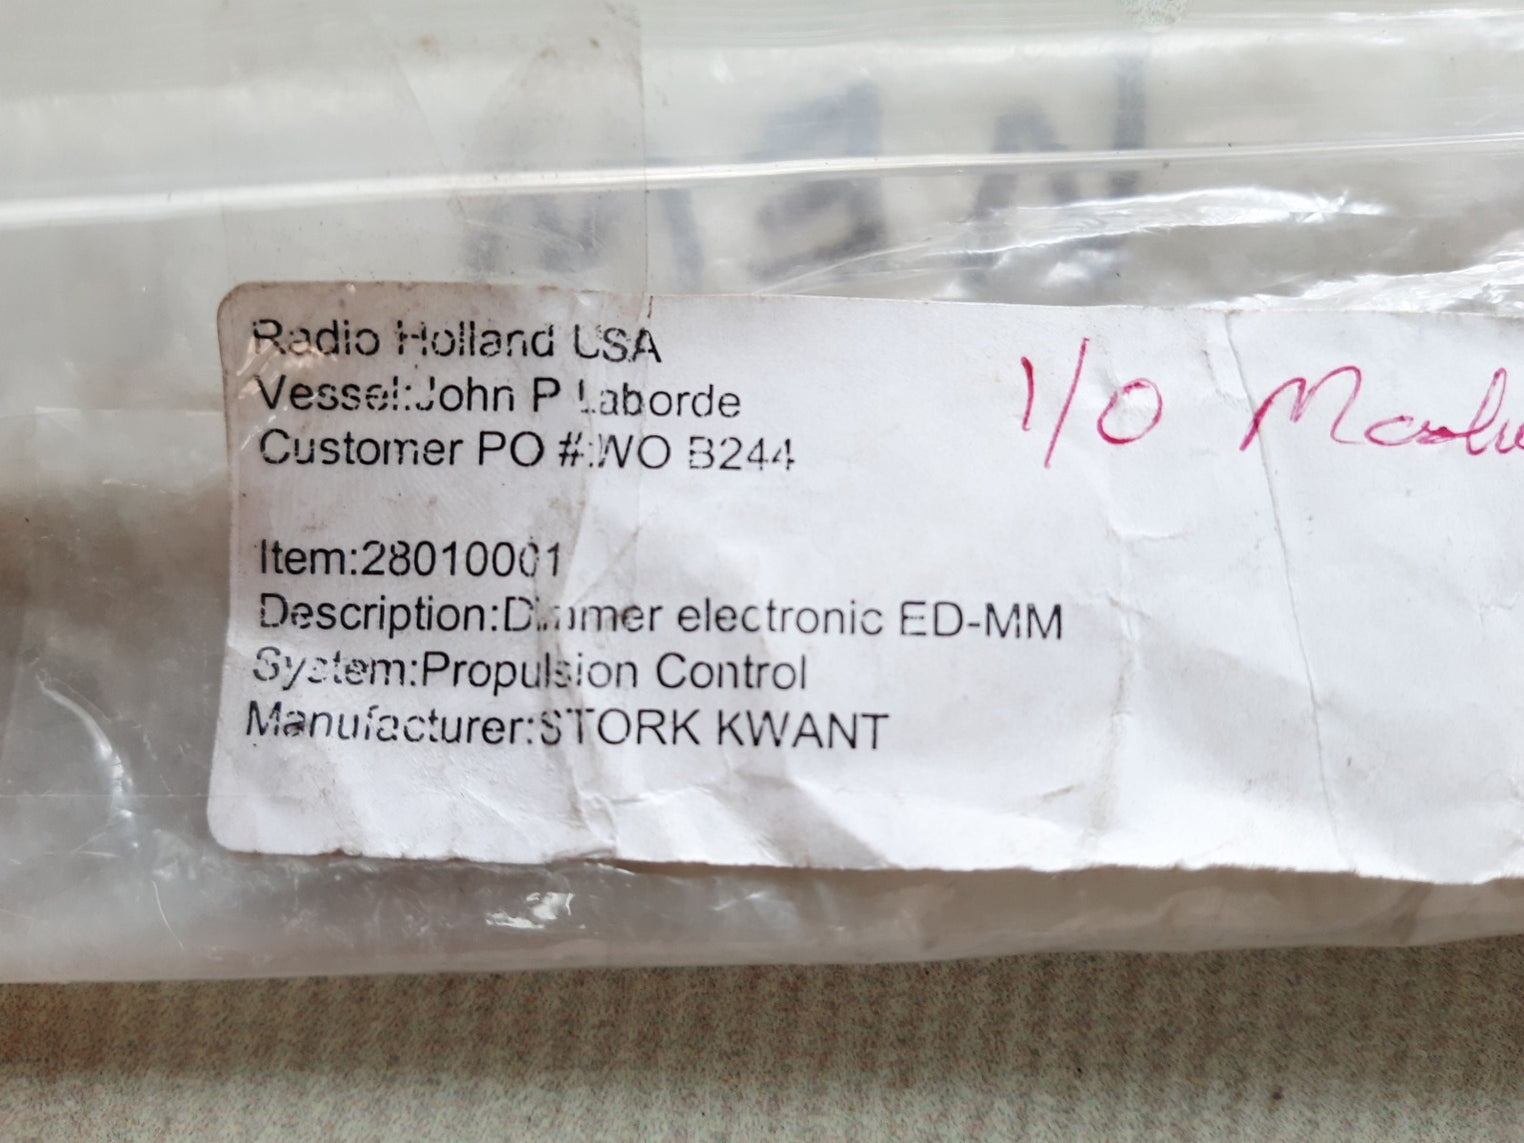 Radio Holland USA
Vessel:John P Laborde
Customer PO #:WO B244
1/0
Item:28010001
Description:Dimmer electronic ED-MM
System:Propulsion Control
Manufacturer:STORK KWANT